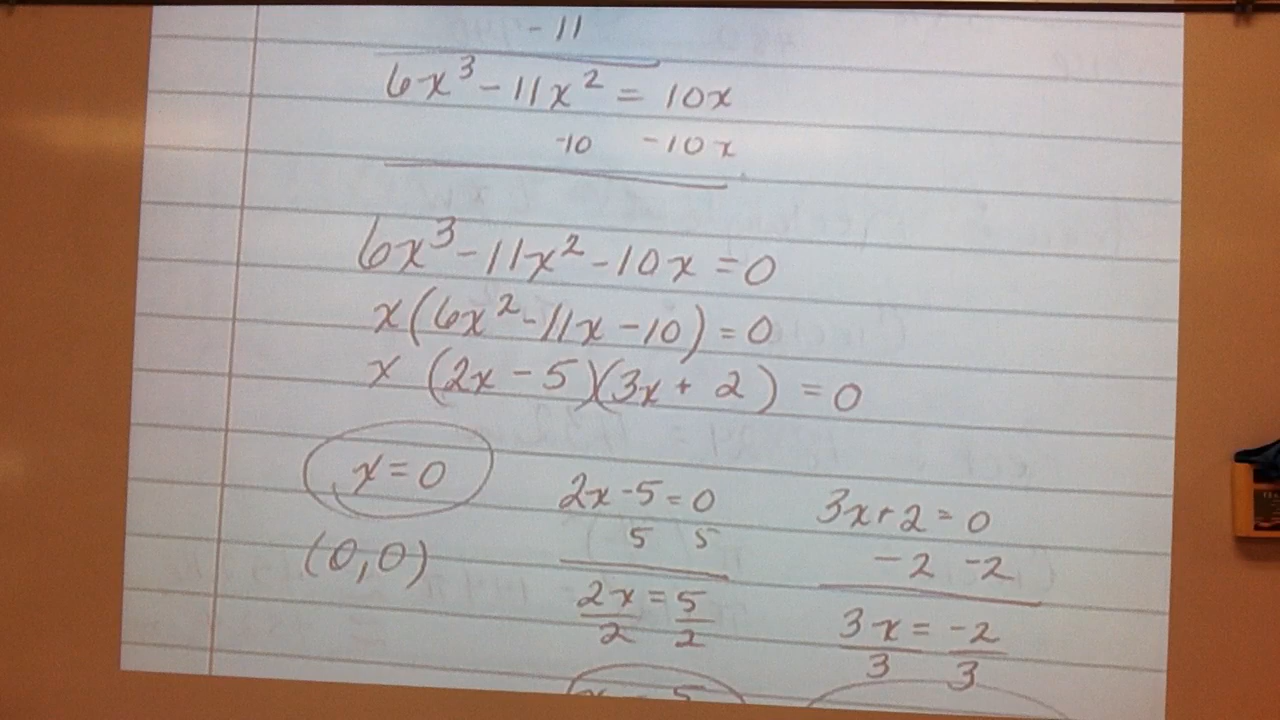 -11
6x³ - 11x² = 10x
-10 -10x
6x³ - 11x² - 10x = 0
x(6x² - 11x - 10) = 0
x (2x - 5)(3x + 2) = 0
x = 0
(0,0)
2x - 5 = 0
5 5
2x = 5
2 2
3x + 2 = 0
-2 -2
3x = -2
3 3